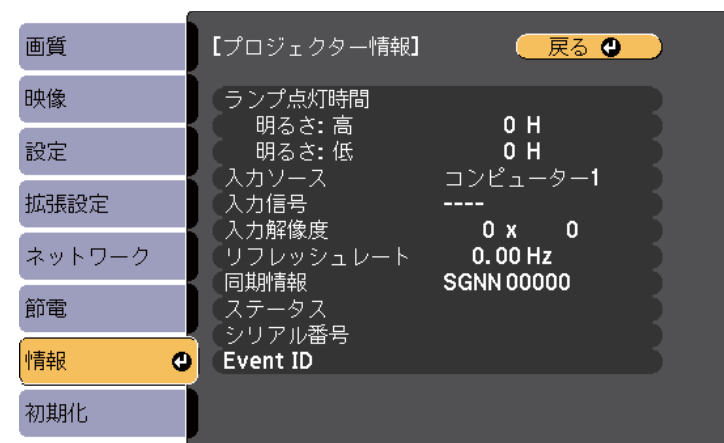 画質
映像
設定
拡張設定
ネットワーク
節電
情報
初期化
[プロジェクター情報]
戻る
ランプ点灯時間
明るさ: 高 0 H
明るさ: 低 0 H
入力ソース コンピューター1
入力信号 ----
入力解像度 0 x 0
リフレッシュレート 0.00 Hz
同期情報 SGNN 00000
ステータス
シリアル番号
Event ID